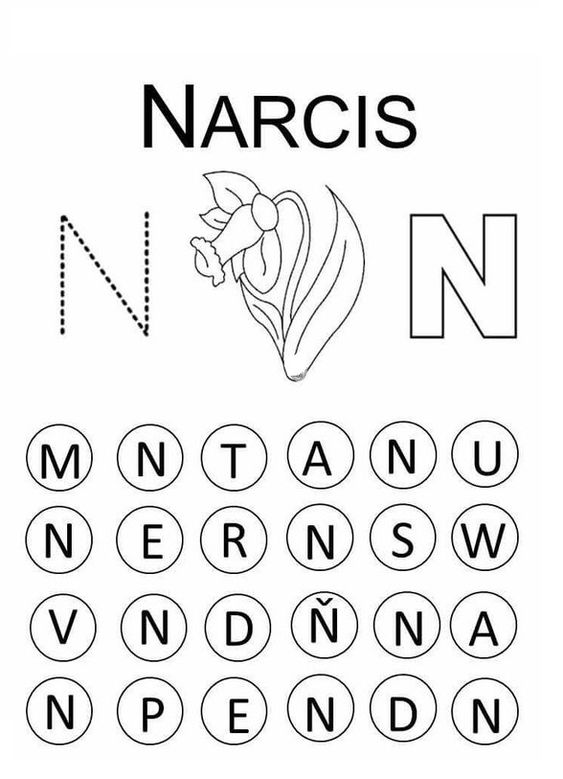 NARCIS
N N
M N T A N U
N E R N S W
V N D Ň N A
N P E N D N